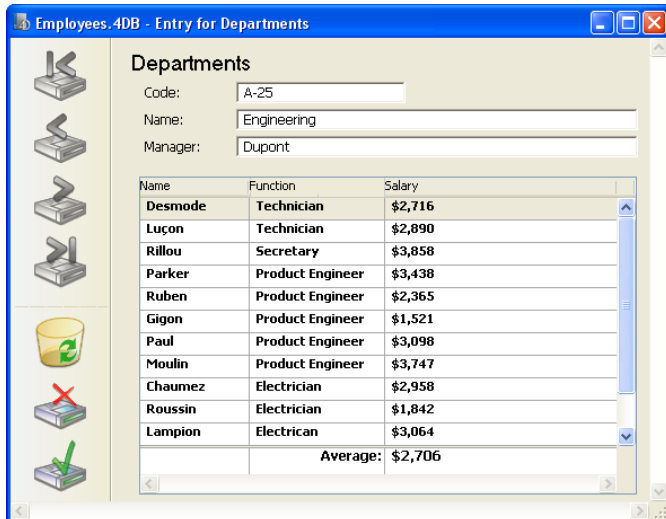 Employees.4DB - Entry for Departments
Departments
Code: A-25
Name: Engineering
Manager: Dupont
Name Function Salary
Desmode Technician $2,716
Luçon Technician $2,890
Rillou Secretary $3,858
Parker Product Engineer $3,438
Ruben Product Engineer $2,365
Gigon Product Engineer $1,521
Paul Product Engineer $3,098
Moulin Product Engineer $3,747
Chaumez Electrician $2,958
Roussin Electrician $1,842
Lampion Electrican $3,064
Average: $2,706